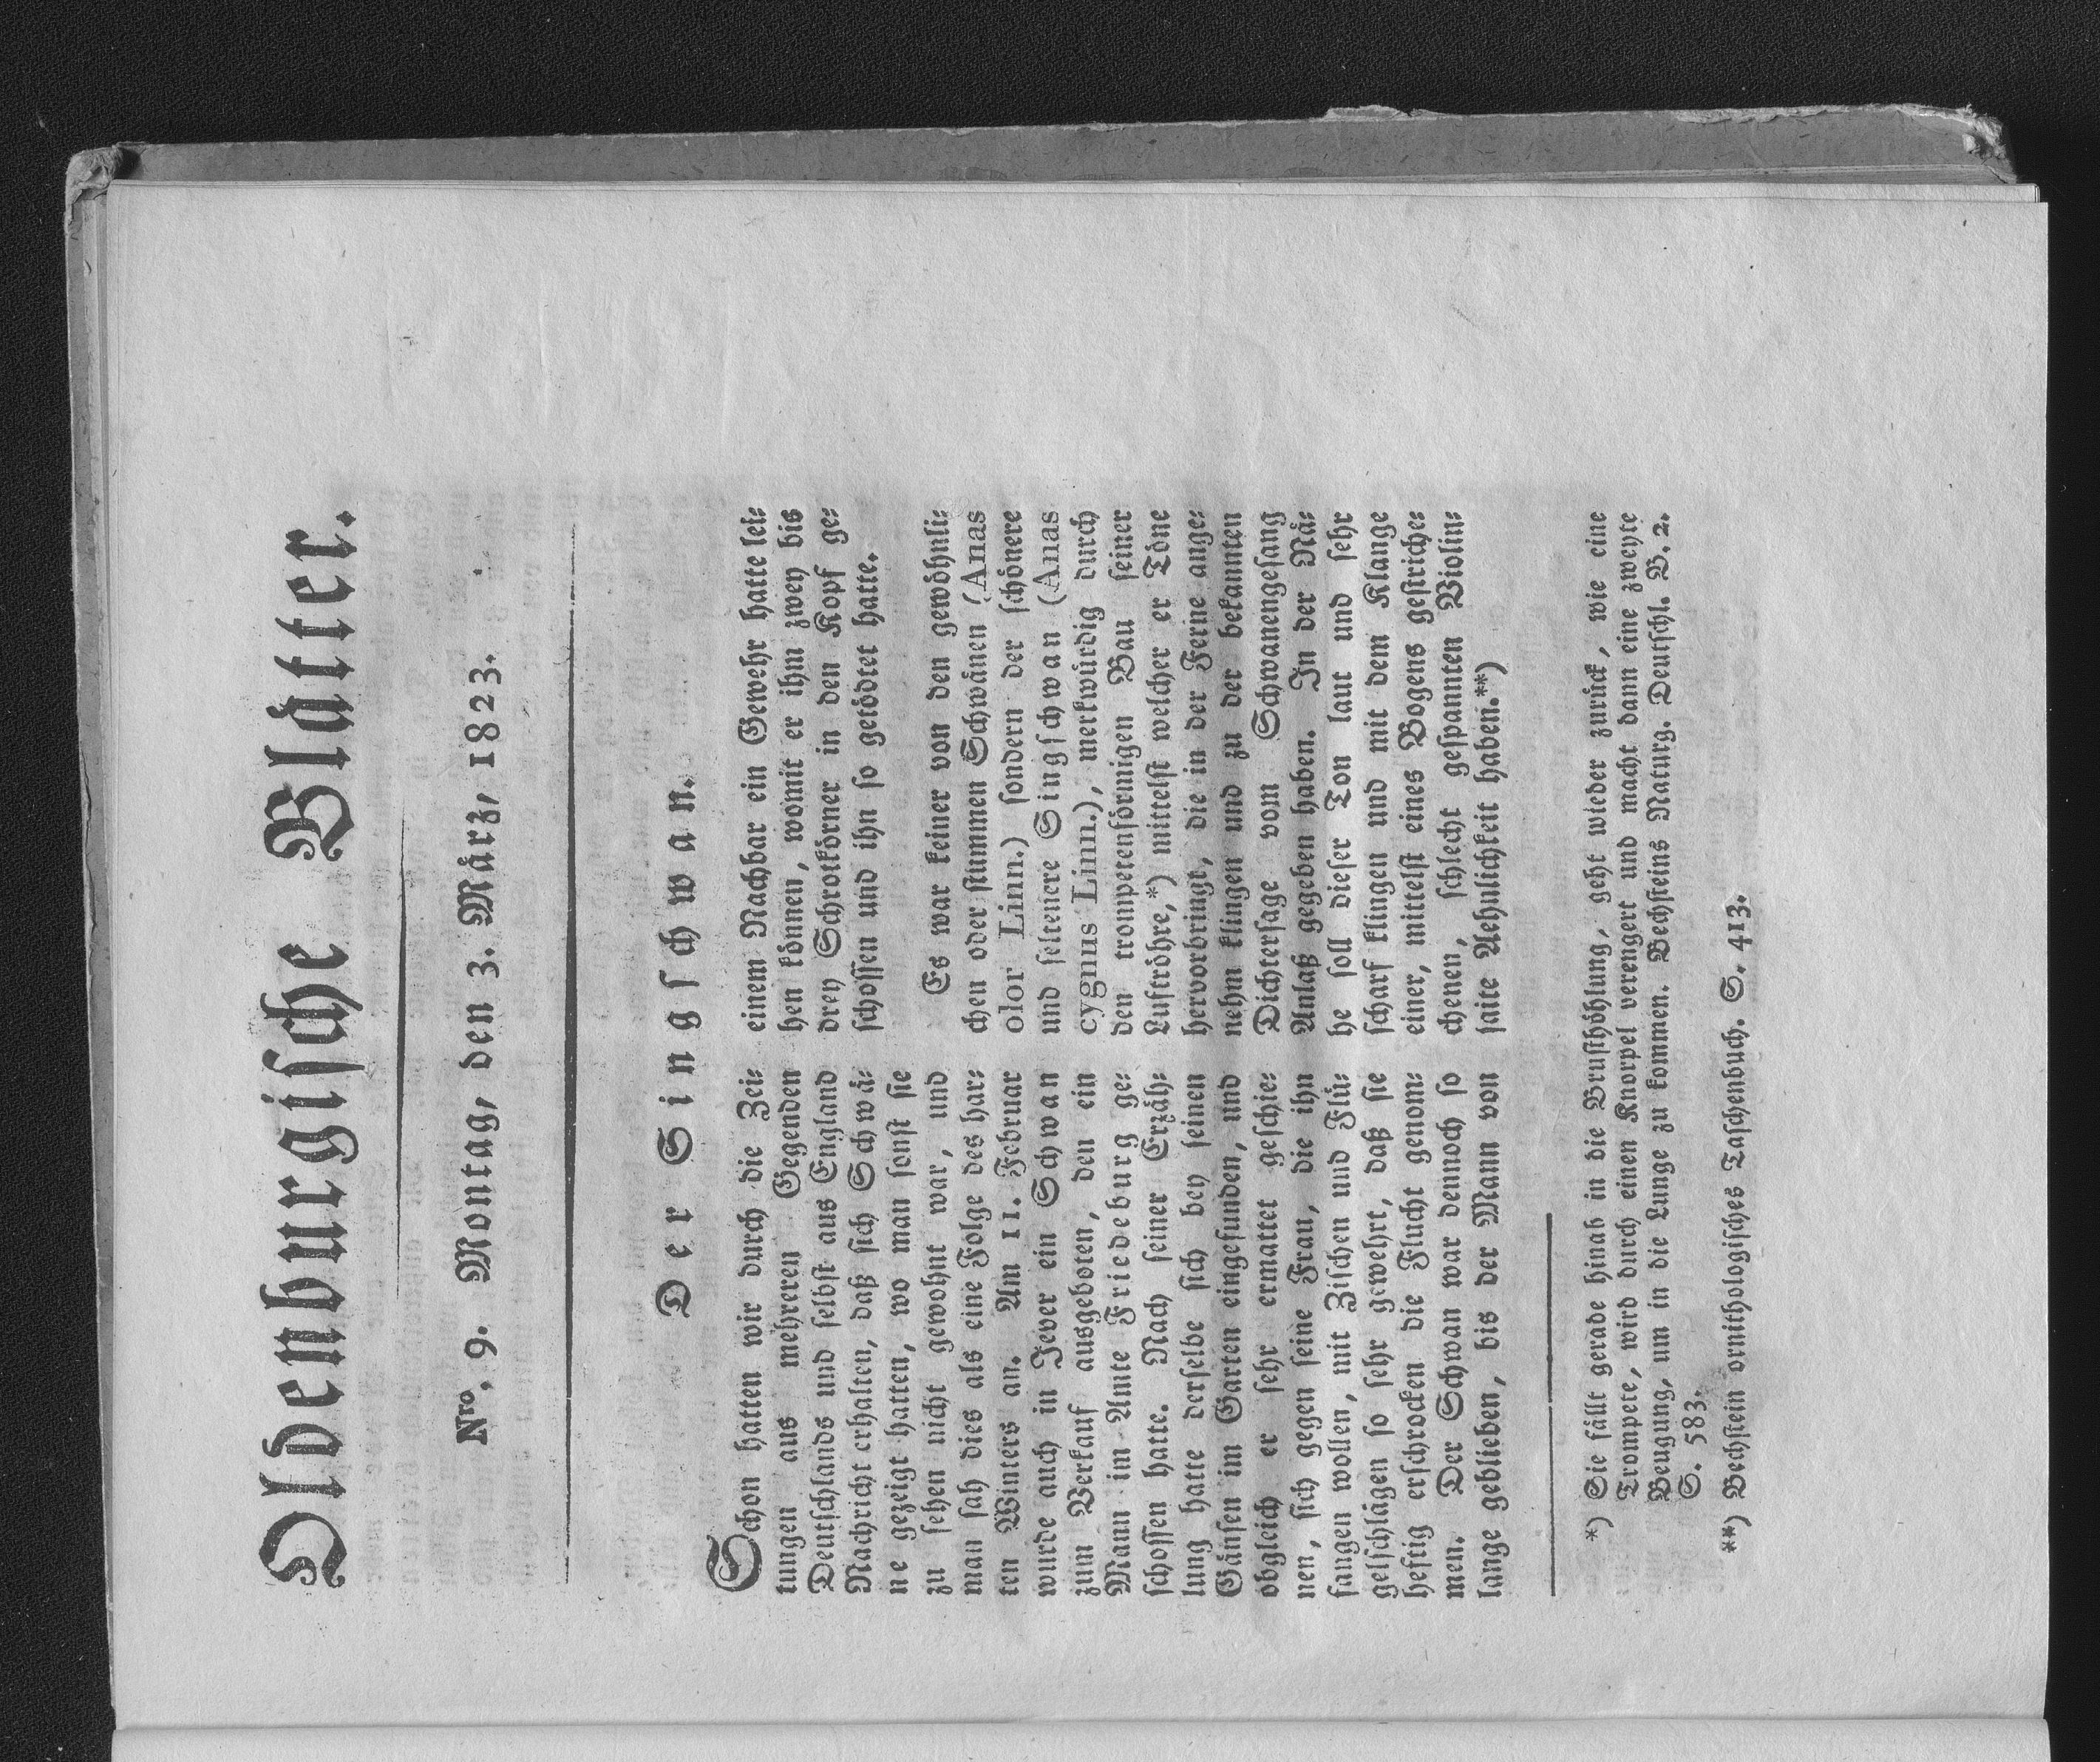 Oldenburgische Blåtter.
Nro. 9. Montag, den 3. Mårz, 1823.
Der Singschwan.
Schon hatten wir durch die Zei⸗
tungen aus mehreren Gegenden
Deutschlands und selbst aus England
Nachricht erhalten, daß sich Schwä⸗
ne gezeigt hatten, wo man sonst sie
zu sehen nicht gewohnt war, und
man sah dies als eine Folge des har⸗
ten Winters an. Am 11. Februar
wurde auch in Jever ein Schwan
zum Verkauf ausgeboten, den ein
Mann im Amte Friedeburg ge⸗
schossen hatte. Nach seiner Erzäh⸗
lung hatte derselbe sich bey seinen
Gänsen im Garten eingefunden, und
obgleich er sehr ermattet geschie⸗
nen, sich gegen seine Frau, die ihn
fangen wollen, mit Zischen und Flü⸗
gelschlägen so sehr gewehrt, daß sie
heftig erschrocken die Flucht genom⸗
men. Der Schwan war dennoch so
lange geblieben, bis der Mann von
einem Nachbar ein Gewehr hatte lei⸗
hen können, womit er ihm zwey bis
drey Schrotkörner in den Kopf ge⸗
schossen und ihn so getödtet hatte.
Es war keiner von den gewöhnli⸗
chen oder stummen Schwänen (Anas
olor Linn.) sondern der schönere
und seltenere Singschwan (Anas
cygnus Linn.), merkwürdig durch
den trompetenförmigen Bau seiner
Luftröhre,*) mittelst welcher er Töne
hervorbringt, die in der Ferne ange⸗
nehm klingen und zu der bekannten
Dichtersage vom Schwanengesang
Anlaß gegeben haben. In der Nå⸗
he soll dieser Ton laut und sehr
scharf klingen und mit dem Klange
einer, mittelst eines Bogens gestriche⸗
chenen, schlecht gespannten Violin⸗
saite Aehnlichkeit haben.**)
*) Sie fällt gerade hinab in die Brusthöhlung, geht wieder zurück, wie eine
Trompete, wird durch einen Knorpel verengert und macht dann eine zweyte
Beugung, um in die Lunge zu kommen. Bechsteins Naturg. Deutschl. B. 2.
S. 583.
**) Bechstein ornithologisches Taschenbuch. S. 413.